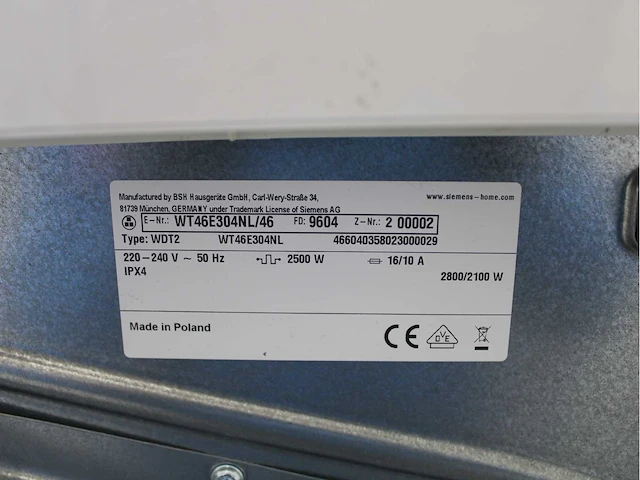 Manufactured by BSH Hausgeräte GmbH, Carl-Wery-Straße 34, www.siemens-home.com
81739 München, GERMANY under Trademark License of Siemens AG
E-Nr.: WT46E304NL/46 FD: 9604 Z-Nr.: 2 00002
Type: WDT2 WT46E304NL 466040358023000029
220-240 V ~ 50 Hz 2500 W 16/10 A
IPX4 2800/2100 W
Made in Poland CE DVE